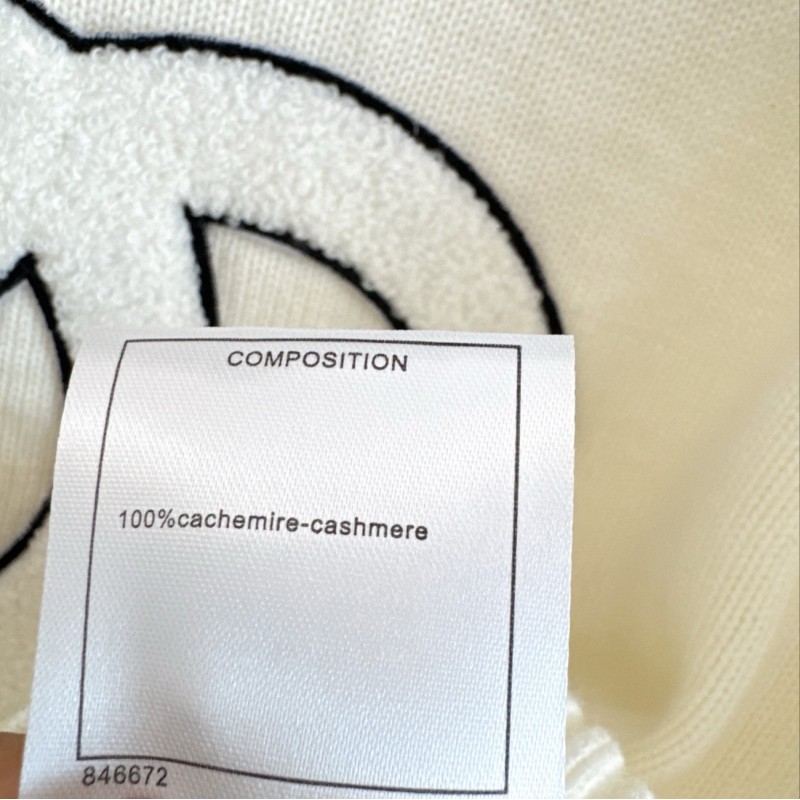 COMPOSITION
100%cachemire-cashmere
846672